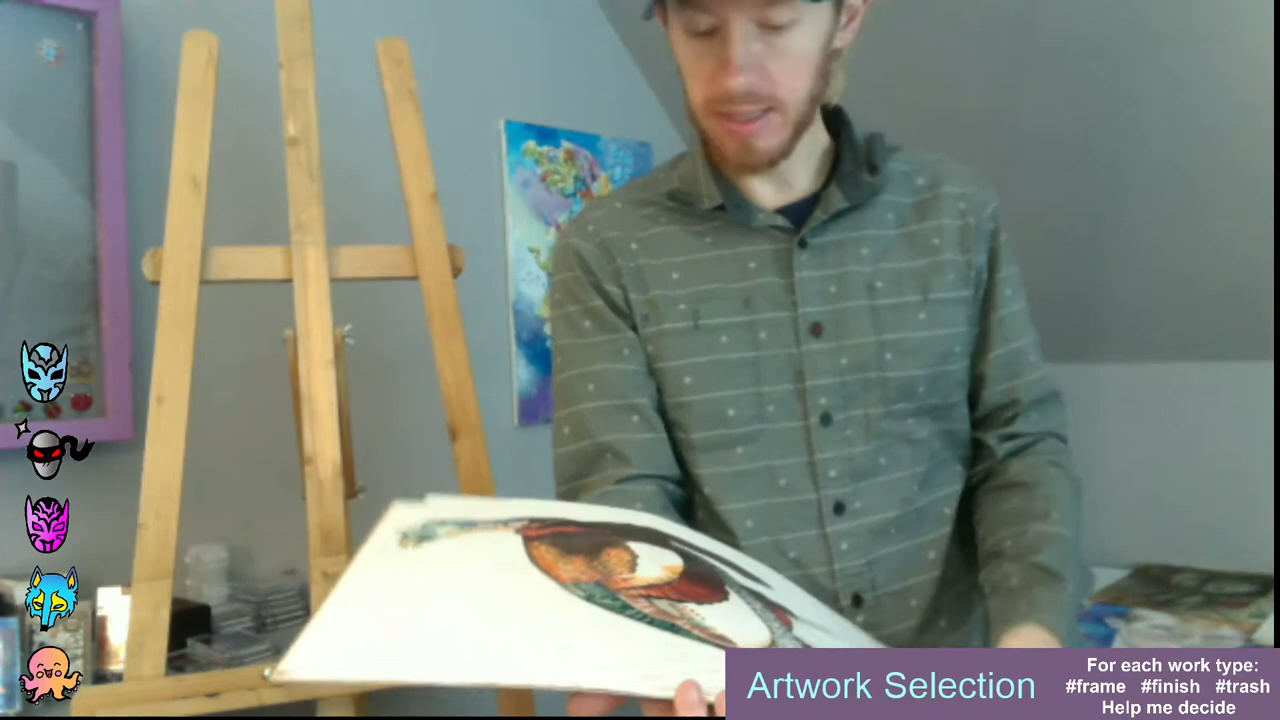 Artwork Selection
For each work type:
#frame #finish #trash
Help me decide